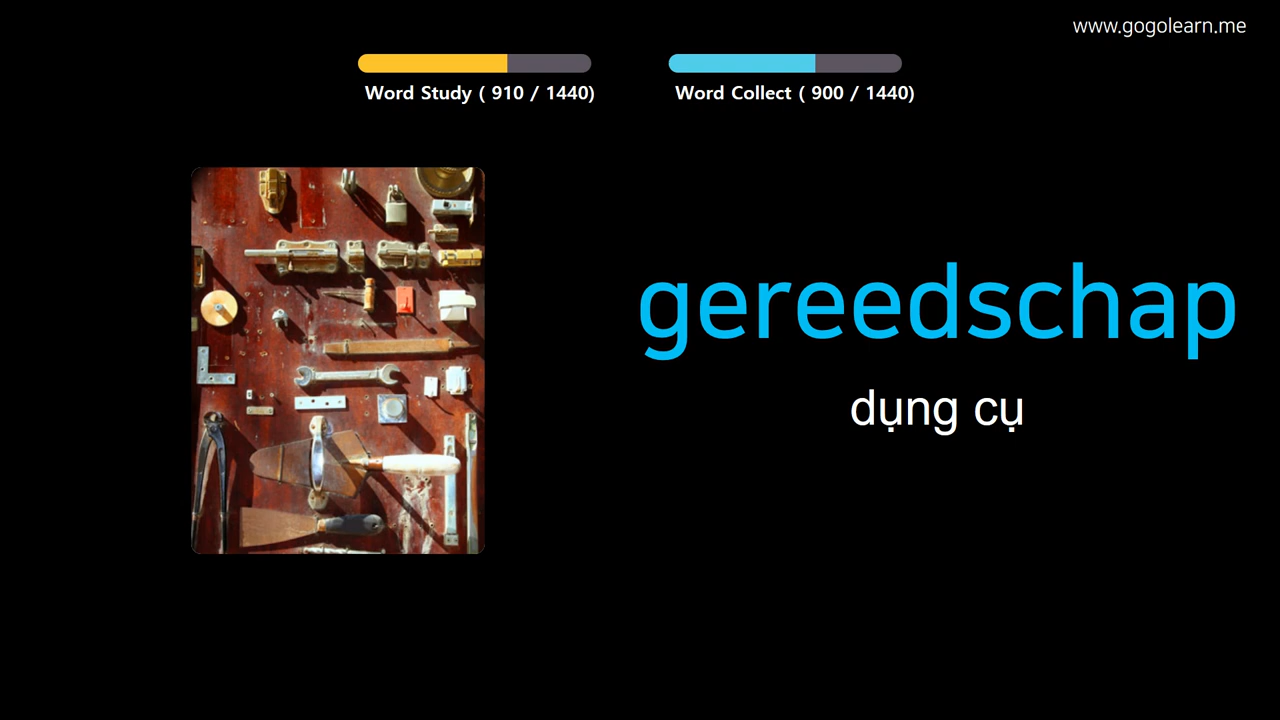 www.gogolearn.me
Word Study ( 910 / 1440)
Word Collect ( 900 / 1440)
gereedschap
dụng cụ